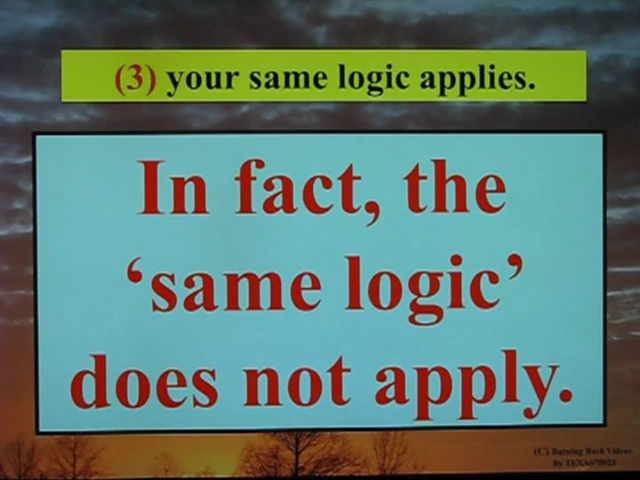 (3) your same logic applies.
In fact, the
‘same logic’
does not apply.
(C) Burning Bush Videos